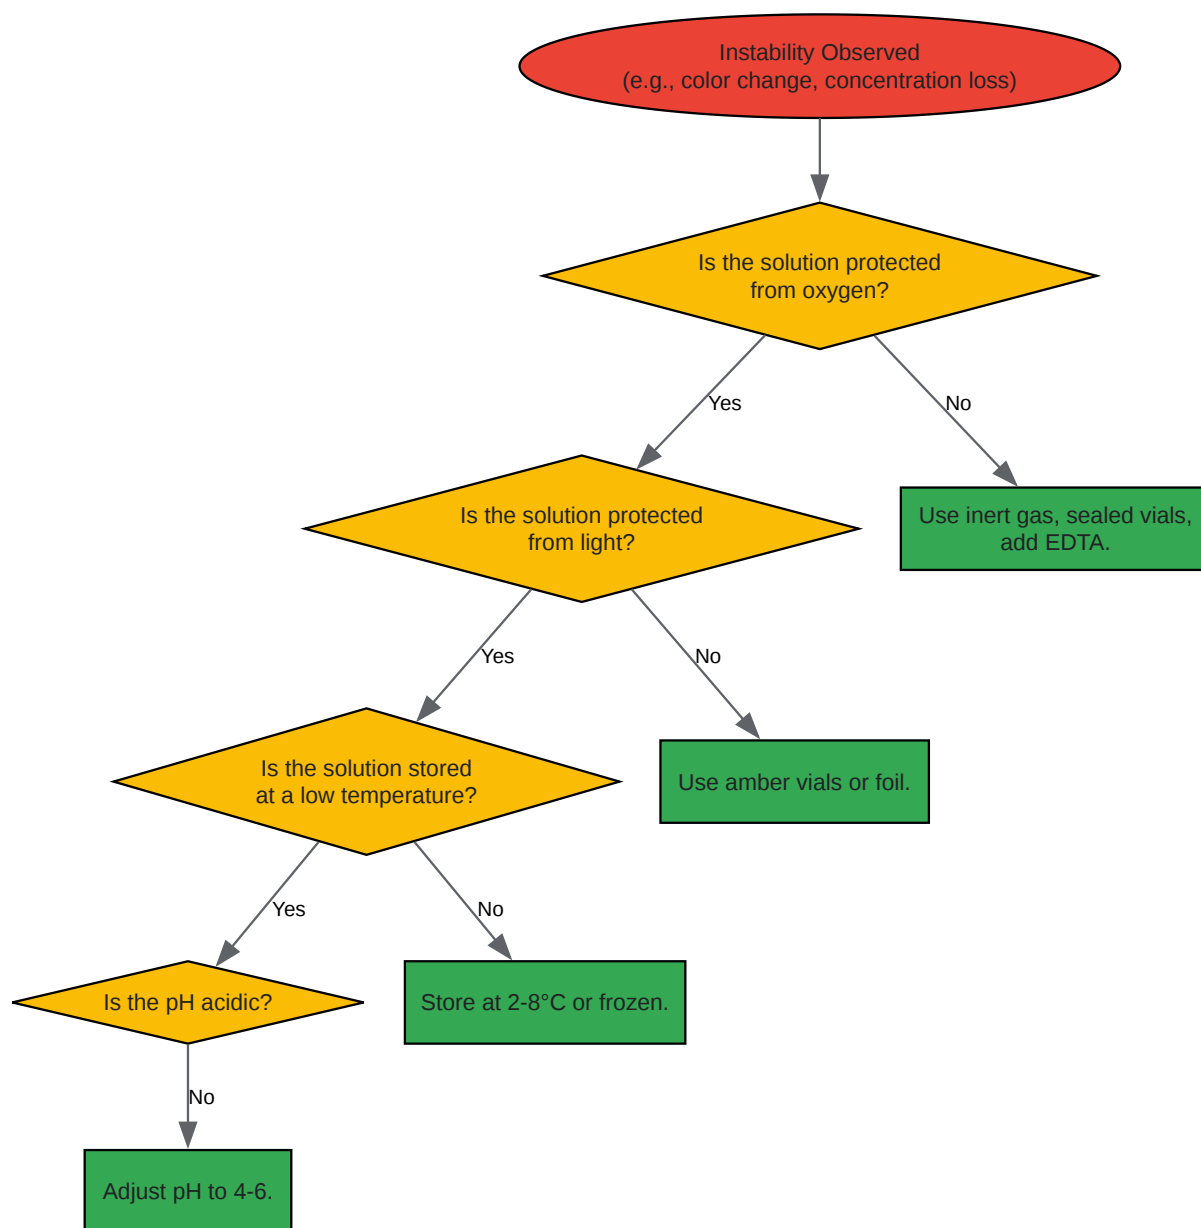 Instability Observed
(e.g., color change, concentration loss)
Is the solution protected
from oxygen?
Yes
No
Is the solution protected
from light?
Use inert gas, sealed vials,
add EDTA.
Yes
No
Is the solution stored
at a low temperature?
Use amber vials or foil.
Yes
No
Is the pH acidic?
Store at 2-8°C or frozen.
No
Adjust pH to 4-6.